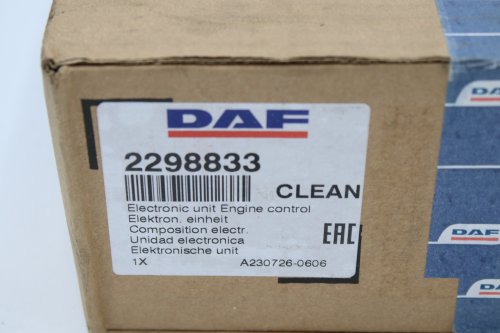 DAF
2298833
CLEAN
Electronic unit Engine control
Elektron. einheit
Composition electr.
Unidad electronica
Elektronische unit
EAC
1X A230726-0606
DAF
DAF
DAF